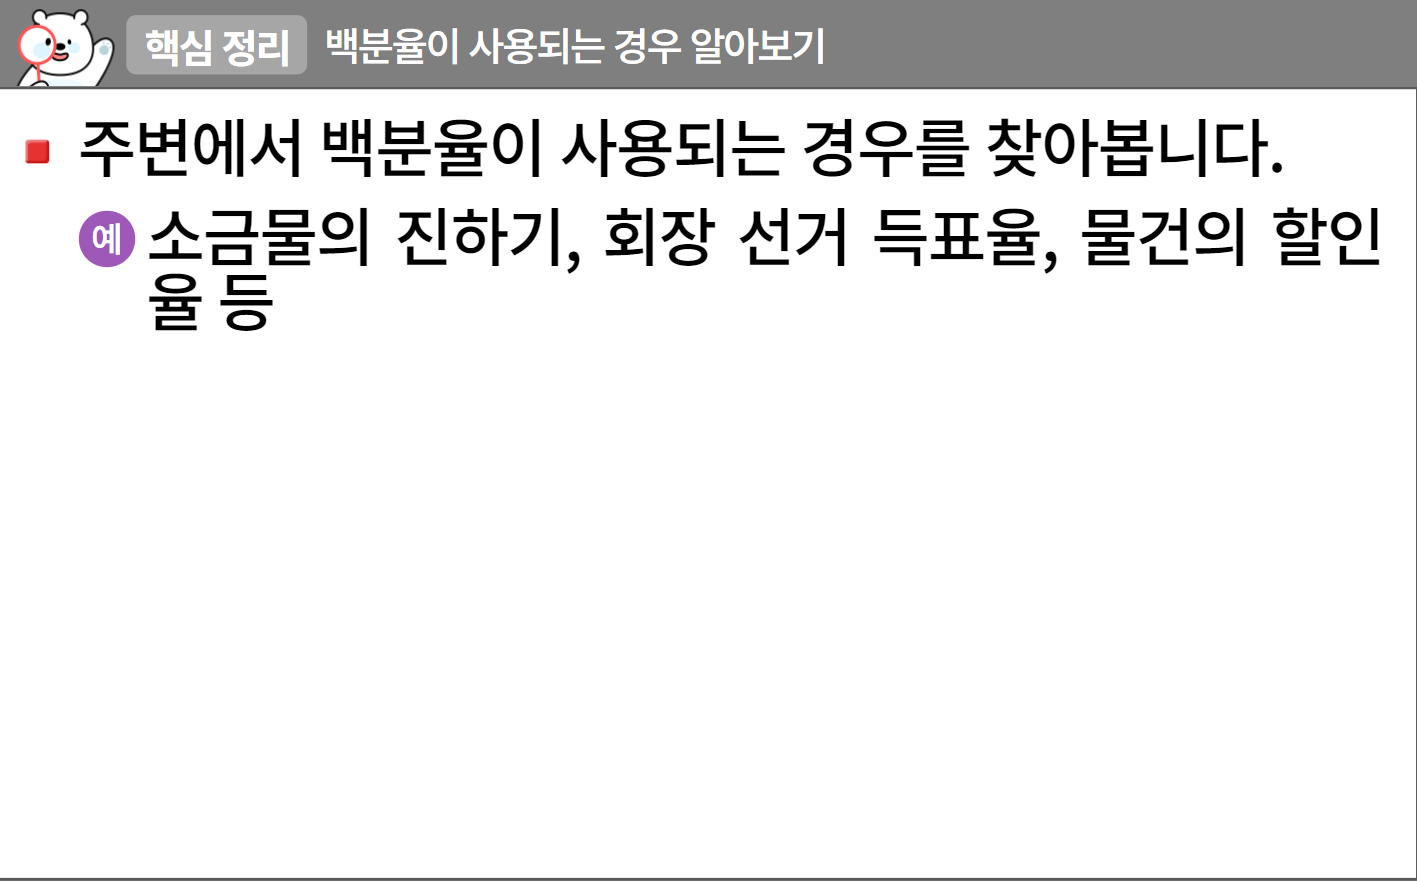 핵심 정리 백분율이 사용되는 경우 알아보기
주변에서 백분율이 사용되는 경우를 찾아봅니다.
예 소금물의 진하기, 회장 선거 득표율, 물건의 할인
율 등